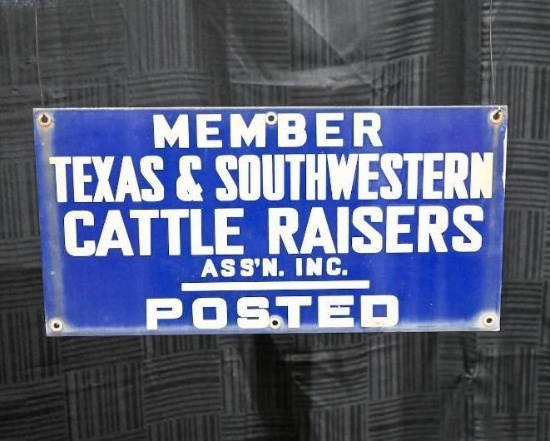 MEMBER
TEXAS & SOUTHWESTERN
CATTLE RAISERS
ASS'N. INC.
POSTED